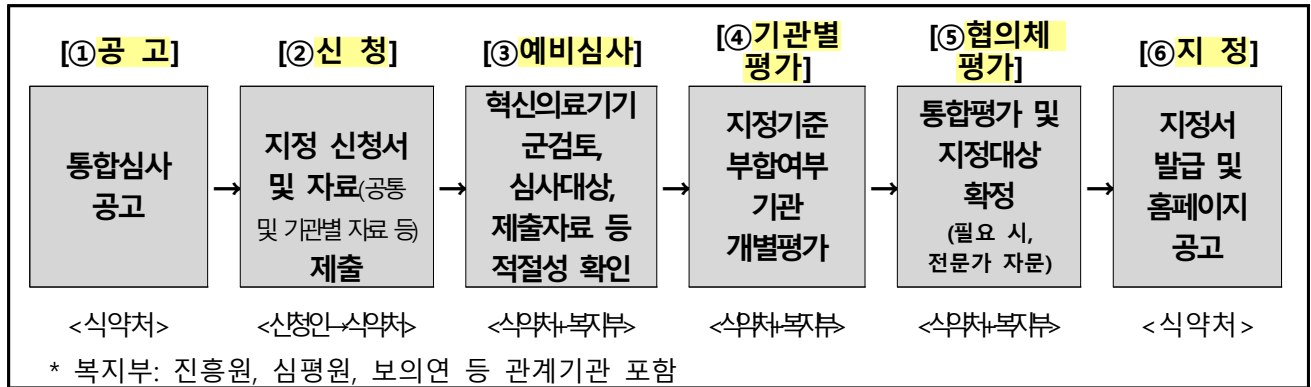 [①공 고]
통합심사
공고
<식약처>
→
[②신 청]
지정 신청서
및 자료(공통
및 기관별 자료 등)
제출
<신청인→식약처>
→
[③예비심사]
혁신의료기기
군검토,
심사대상,
제출자료 등
적절성 확인
<식약처+복지부>
→
[④기관별
평가]
지정기준
부합여부
기관
개별평가
<식약처+복지부>
→
[⑤협의체
평가]
통합평가 및
지정대상
확정
(필요 시,
전문가 자문)
<식약처+복지부>
→
[⑥지 정]
지정서
발급 및
홈페이지
공고
<식약처>
* 복지부: 진흥원, 심평원, 보의연 등 관계기관 포함